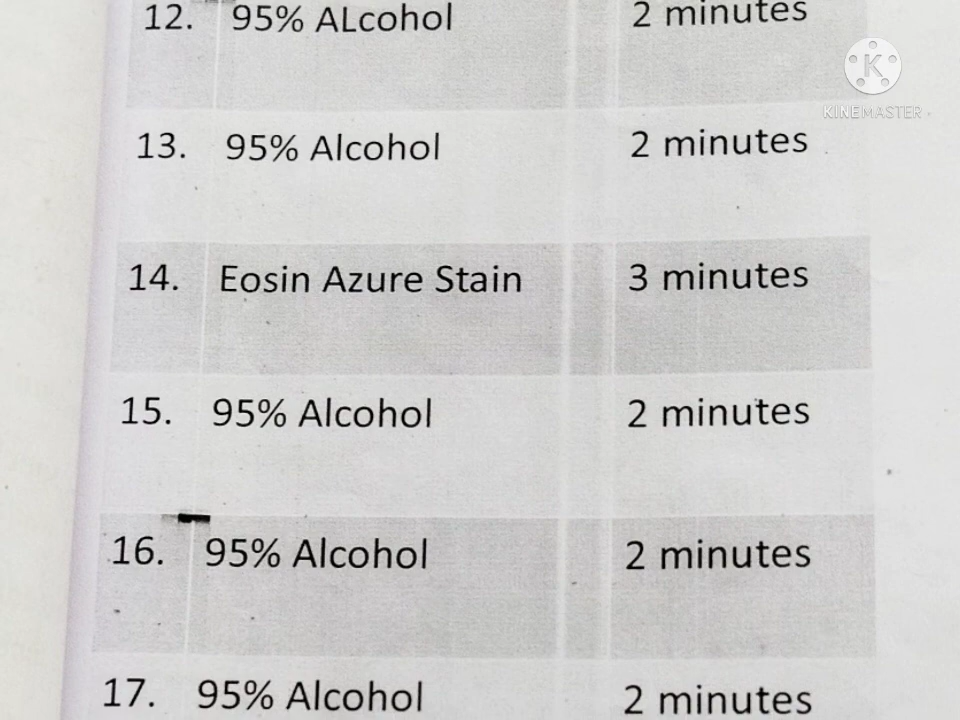 12. 95% ALcohol 2 minutes
K
KINEMASTER
13. 95% Alcohol 2 minutes
14. Eosin Azure Stain 3 minutes
15. 95% Alcohol 2 minutes
16. 95% Alcohol 2 minutes
17. 95% Alcohol 2 minutes